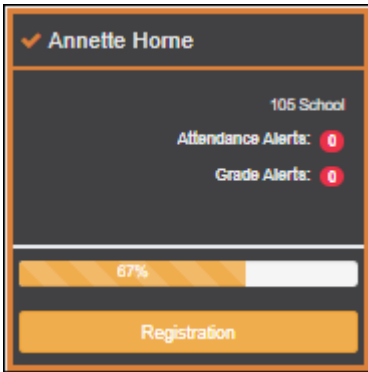 Annette Horne
105 School
Attendance Alerts: 0
Grade Alerts: 0
67%
Registration